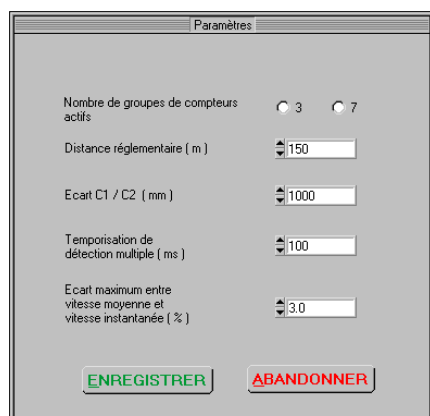 Paramètres
Nombre de groupes de compteurs
actifs
3 7
Distance réglementaire ( m )
150
Ecart C1 / C2 ( mm )
1000
Temporisation de
détection multiple ( ms )
100
Ecart maximum entre
vitesse moyenne et
vitesse instantanée ( % )
3.0
ENREGISTRER ABANDONNER